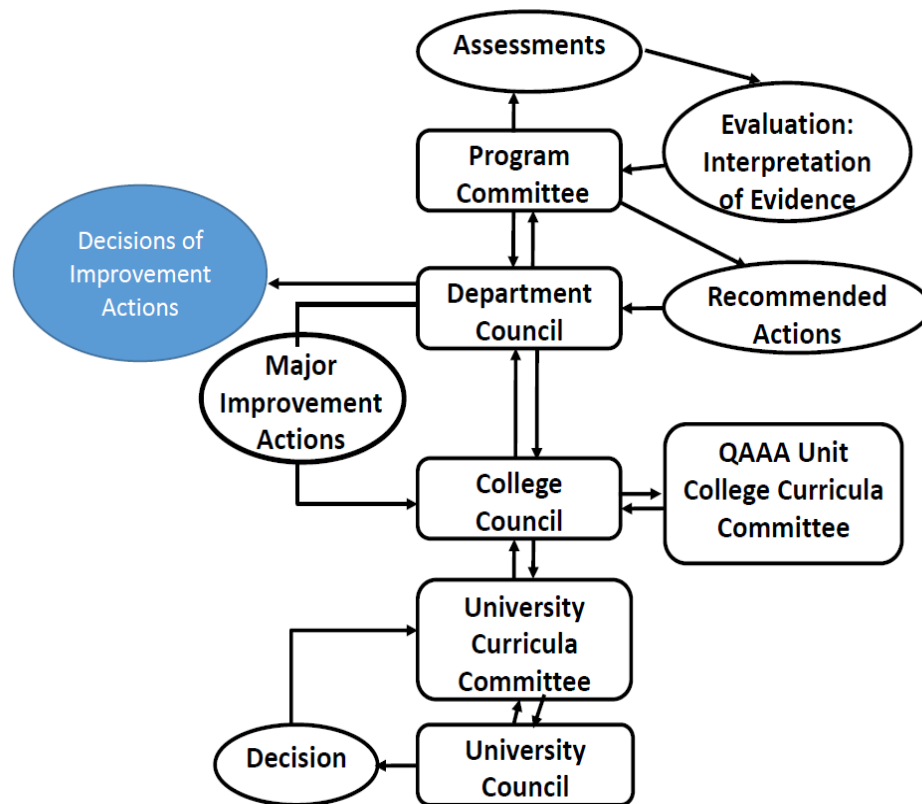 Assessments
Evaluation:
Interpretation
of Evidence
Program
Committee
Decisions of
Improvement
Actions
Department
Council
Recommended
Actions
Major
Improvement
Actions
College
Council
QAAA Unit
College Curricula
Committee
University
Curricula
Committee
Decision
University
Council